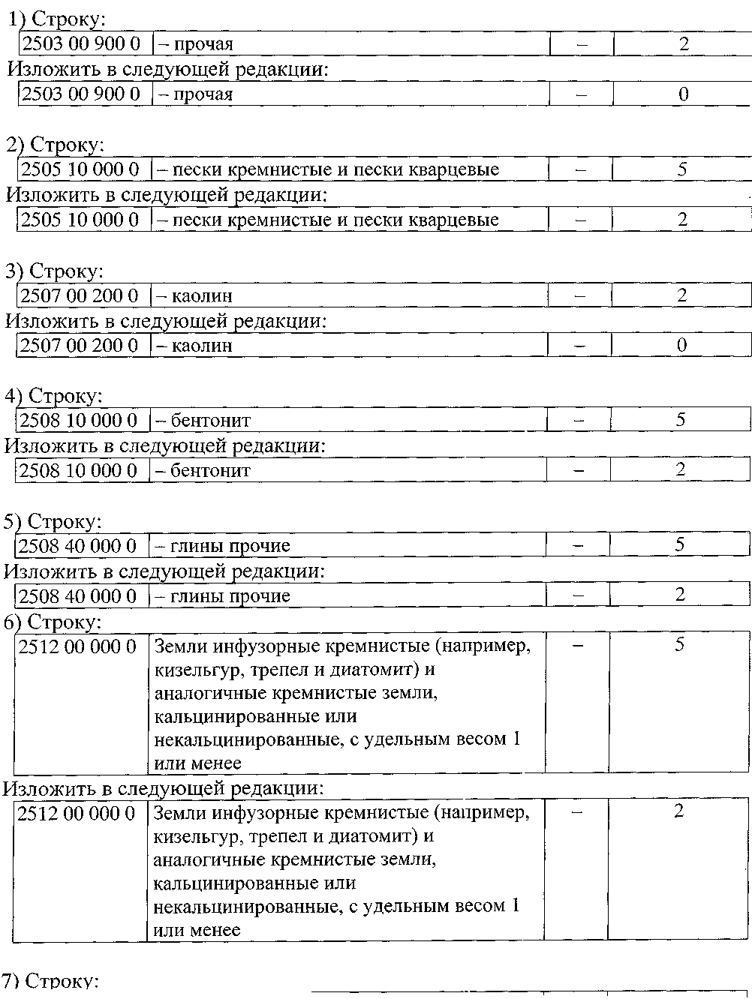 1) Строку:
2503 00 900 0 – прочая – 2
Изложить в следующей редакции:
2503 00 900 0 – прочая – 0
2) Строку:
2505 10 000 0 – пески кремнистые и пески кварцевые – 5
Изложить в следующей редакции:
2505 10 000 0 – пески кремнистые и пески кварцевые – 2
3) Строку:
2507 00 200 0 – каолин – 2
Изложить в следующей редакции:
2507 00 200 0 – каолин – 0
4) Строку:
2508 10 000 0 – бентонит – 5
Изложить в следующей редакции:
2508 10 000 0 – бентонит – 2
5) Строку:
2508 40 000 0 – глины прочие – 5
Изложить в следующей редакции:
2508 40 000 0 – глины прочие – 2
6) Строку:
2512 00 000 0 Земли инфузорные кремнистые (например, – 5
кизельгур, трепел и диатомит) и
аналогичные кремнистые земли,
кальцинированные или
некальцинированные, с удельным весом 1
или менее
Изложить в следующей редакции:
2512 00 000 0 Земли инфузорные кремнистые (например, – 2
кизельгур, трепел и диатомит) и
аналогичные кремнистые земли,
кальцинированные или
некальцинированные, с удельным весом 1
или менее
7) Строку: